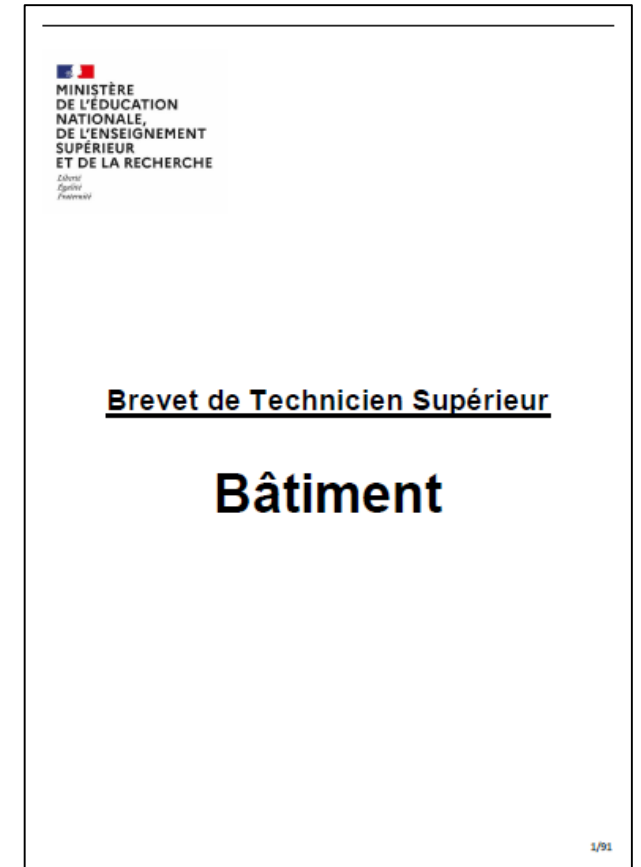 MINISTÈRE
DE L'ÉDUCATION
NATIONALE,
DE L'ENSEIGNEMENT
SUPÉRIEUR
ET DE LA RECHERCHE
Liberté
Égalité
Fraternité
Brevet de Technicien Supérieur
Bâtiment
1/91